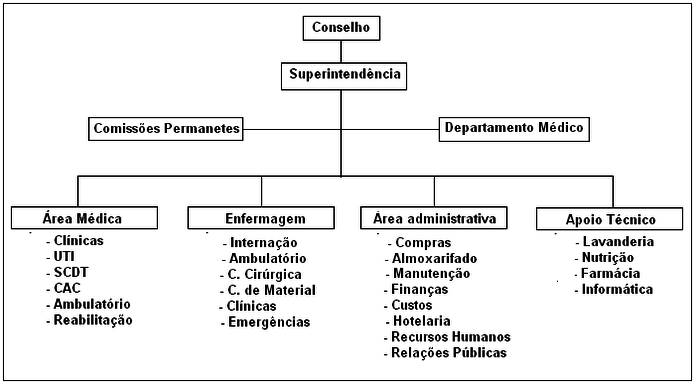 Conselho
Superintendência
Comissões Permanetes
Departamento Médico
Área Médica
- Clínicas
- UTI
- SCDT
- CAC
- Ambulatório
- Reabilitação
Enfermagem
- Internação
- Ambulatório
- C. Cirúrgica
- C. de Material
- Clínicas
- Emergências
Área administrativa
- Compras
- Almoxarifado
- Manutenção
- Finanças
- Custos
- Hotelaria
- Recursos Humanos
- Relações Públicas
Apoio Técnico
- Lavanderia
- Nutrição
- Farmácia
- Informática